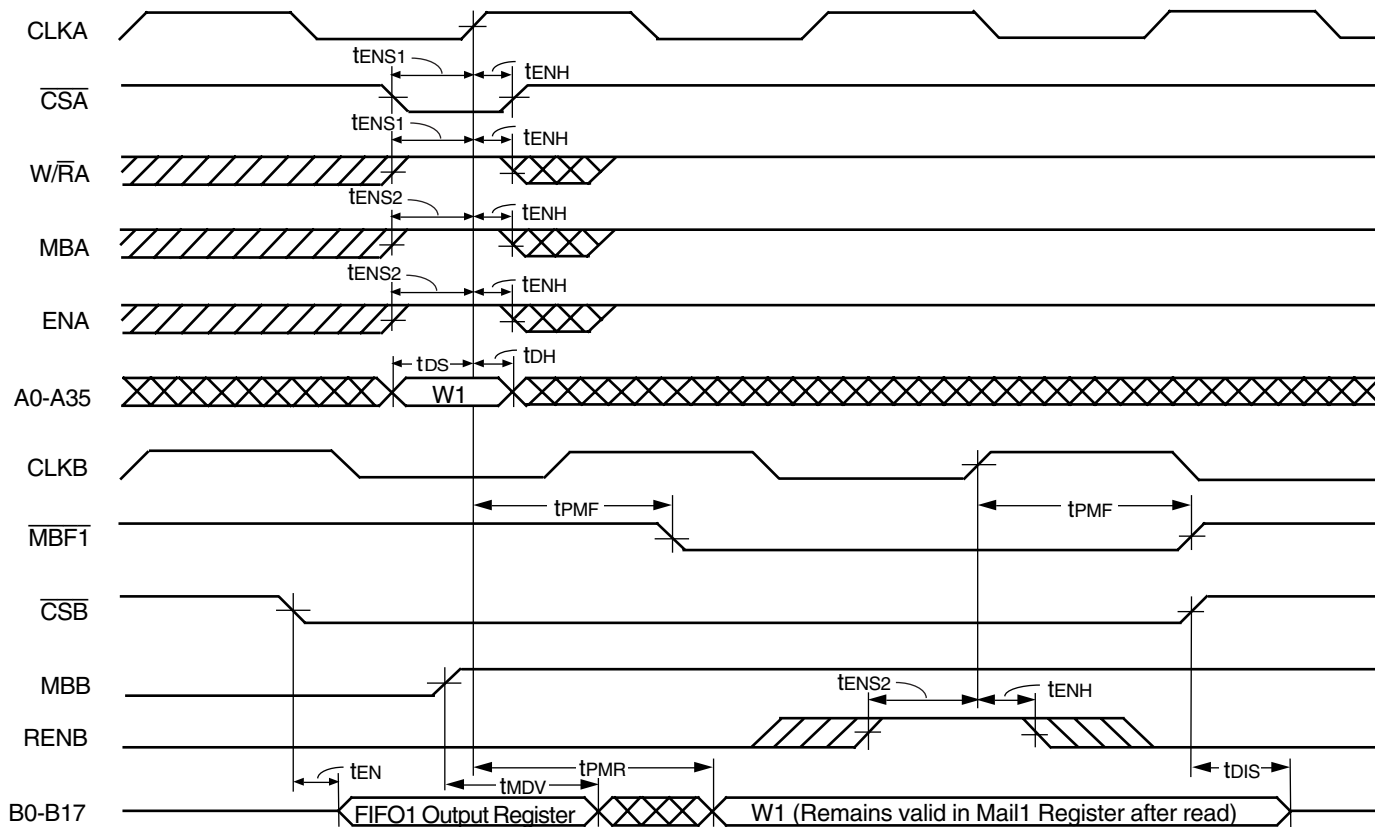 CLKA
tENS1
tENH
CSA
tENS1
tENH
W/RA
tENS2
tENH
MBA
tENS2
tENH
ENA
tDS
tDH
A0-A35
W1
CLKB
tPMF
tPMF
MBF1
CSB
MBB
tENS2
tENH
RENB
tEN
tMDV
tPMR
tDIS
B0-B17
FIFO1 Output Register
W1 (Remains valid in Mail1 Register after read)